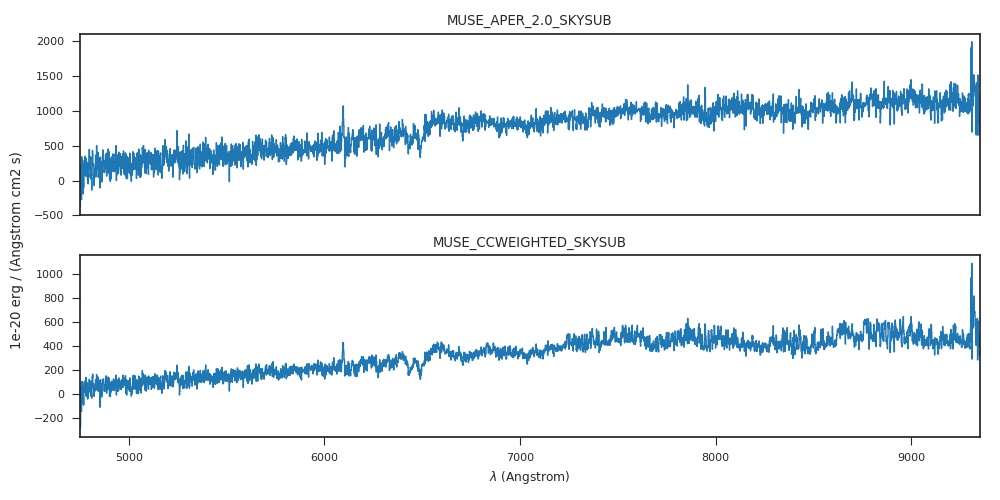 MUSE_APER_2.0_SKYSUB
2000
1500
1000
500
0
−500
MUSE_CCWEIGHTED_SKYSUB
1000
800
600
400
200
0
−200
1e-20 erg / (Angstrom cm2 s)
5000 6000 7000 8000 9000
λ (Angstrom)